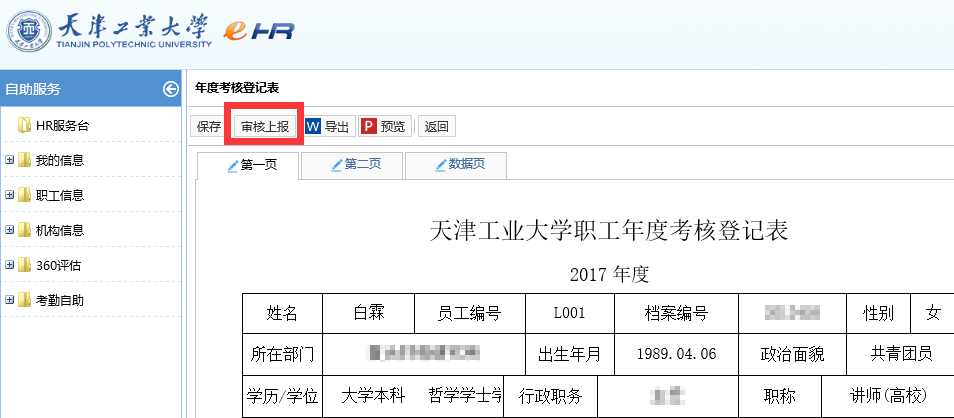 天津工業大學 eHR
TIANJIN POLYTECHNIC UNIVERSITY
自助服务
HR服务台
我的信息
职工信息
机构信息
360评估
考勤自助
年度考核登记表
保存 审核上报 W 导出 P 预览 返回
第一页 第二页 数据页
天津工业大学职工年度考核登记表
2017 年度
姓名 白霖 员工编号 L001 档案编号 性别 女
所在部门 出生年月 1989.04.06 政治面貌 共青团员
学历/学位 大学本科 哲学学士学 行政职务 职称 讲师(高校)